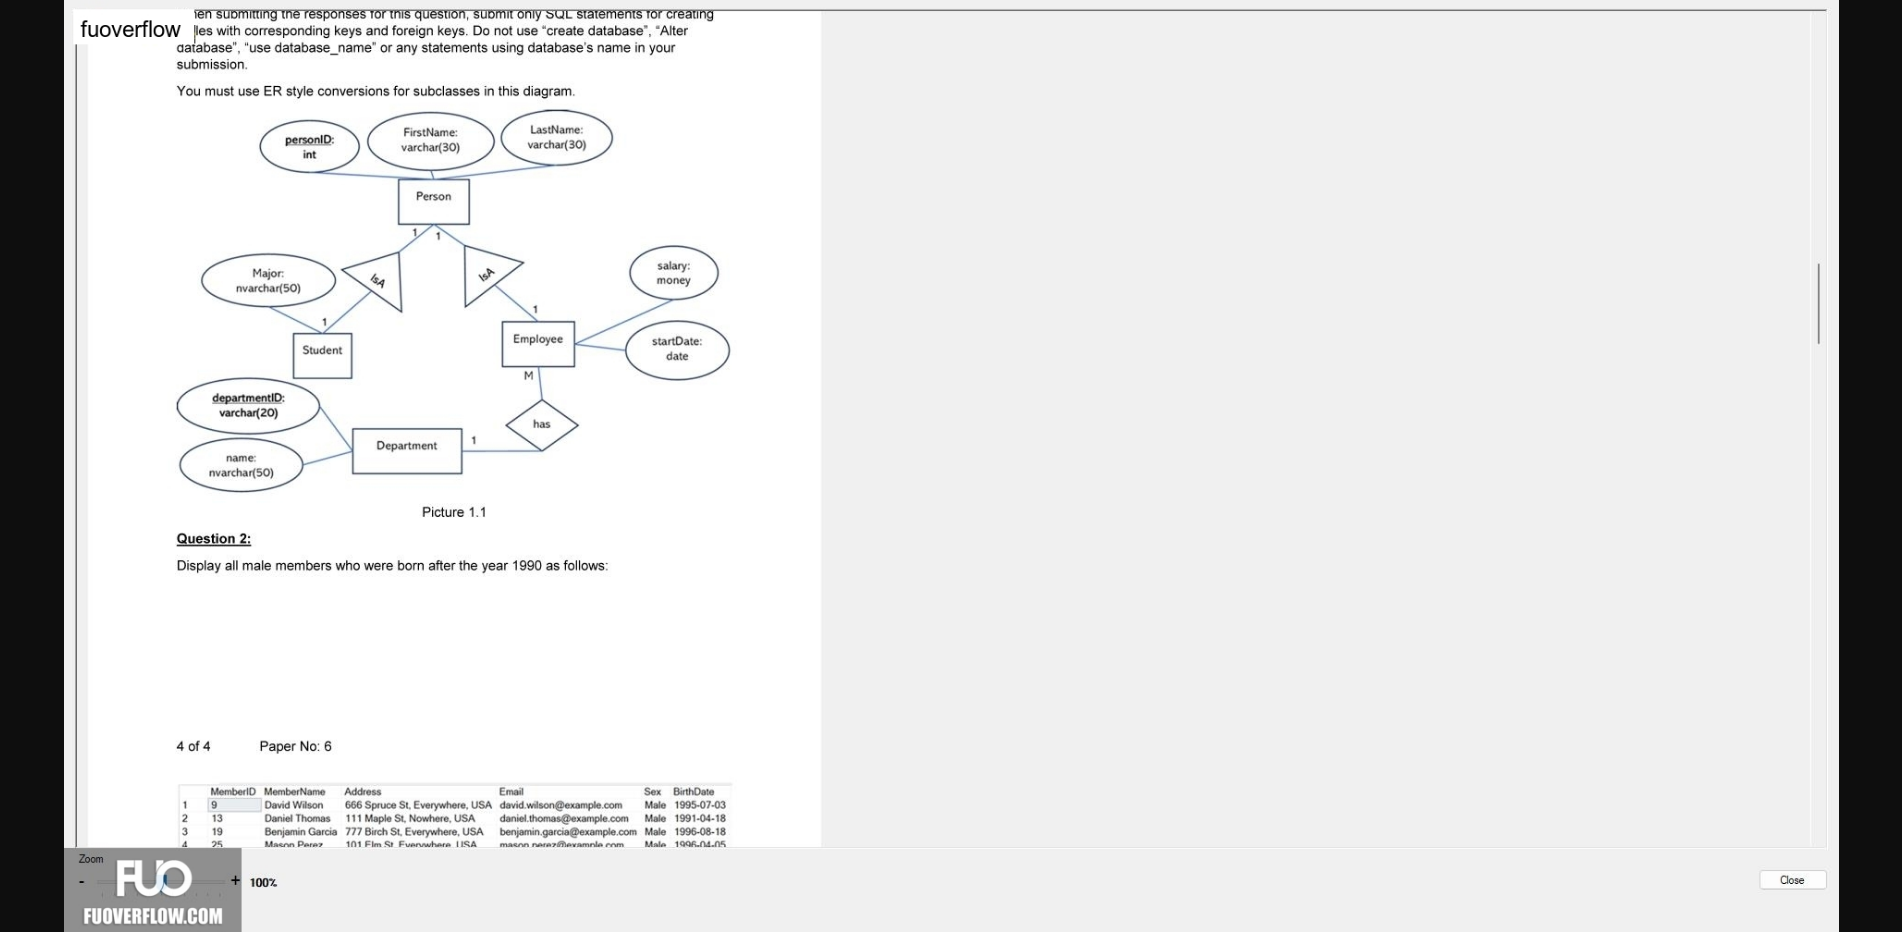 fuoverflow
hen submitting the responses for this question, submit only SQL statements for creating
les with corresponding keys and foreign keys. Do not use “create database”, “Alter
database”, “use database_name” or any statements using database’s name in your
submission.
You must use ER style conversions for subclasses in this diagram.
personID:
int
FirstName:
varchar(30)
LastName:
varchar(30)
Person
1
1
Major:
nvarchar(50)
IsA
IsA
salary:
money
1
1
Student
Employee
startDate:
date
M
departmentID:
varchar(20)
has
Department
1
name:
nvarchar(50)
Picture 1.1
Question 2:
Display all male members who were born after the year 1990 as follows:
4 of 4 Paper No: 6
MemberID MemberName Address Email Sex BirthDate
1 9 David Wilson 666 Spruce St, Everywhere, USA david.wilson@example.com Male 1995-07-03
2 13 Daniel Thomas 111 Maple St, Nowhere, USA daniel.thomas@example.com Male 1991-04-18
3 19 Benjamin Garcia 777 Birch St, Everywhere, USA benjamin.garcia@example.com Male 1996-08-18
4 25 Mason Perez 101 Elm St, Everywhere, USA mason.perez@example.com Male 1996-04-05
Zoom
- + 100%
FUO
FUOVERFLOW.COM
Close